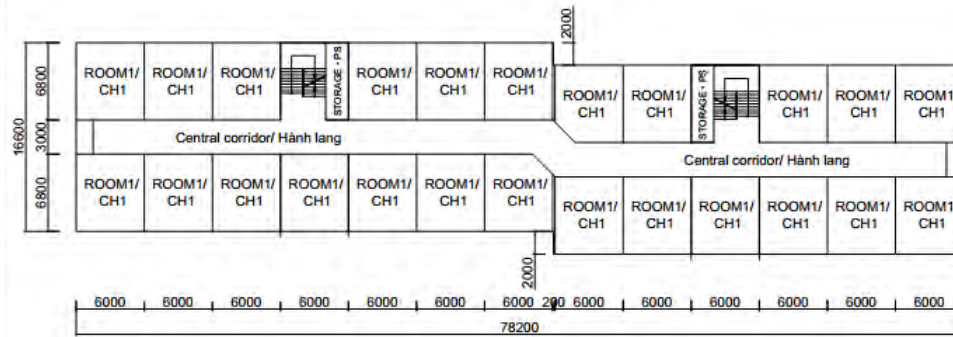 2000
6800
ROOM1/ ROOM1/ ROOM1/ STORAGE - PS ROOM1/ ROOM1/ ROOM1/
CH1 CH1 CH1 CH1 CH1 CH1
ROOM1/ ROOM1/ STORAGE - PS ROOM1/ ROOM1/ ROOM1/
CH1 CH1 CH1 CH1 CH1
16600
3000
Central corridor/ Hành lang
Central corridor/ Hành lang
6800
ROOM1/ ROOM1/ ROOM1/ ROOM1/ ROOM1/ ROOM1/ ROOM1/
CH1 CH1 CH1 CH1 CH1 CH1 CH1
ROOM1/ ROOM1/ ROOM1/ ROOM1/ ROOM1/ ROOM1/
CH1 CH1 CH1 CH1 CH1 CH1
2000
6000 6000 6000 6000 6000 6000 6000 200 6000 6000 6000 6000 6000 6000
78200